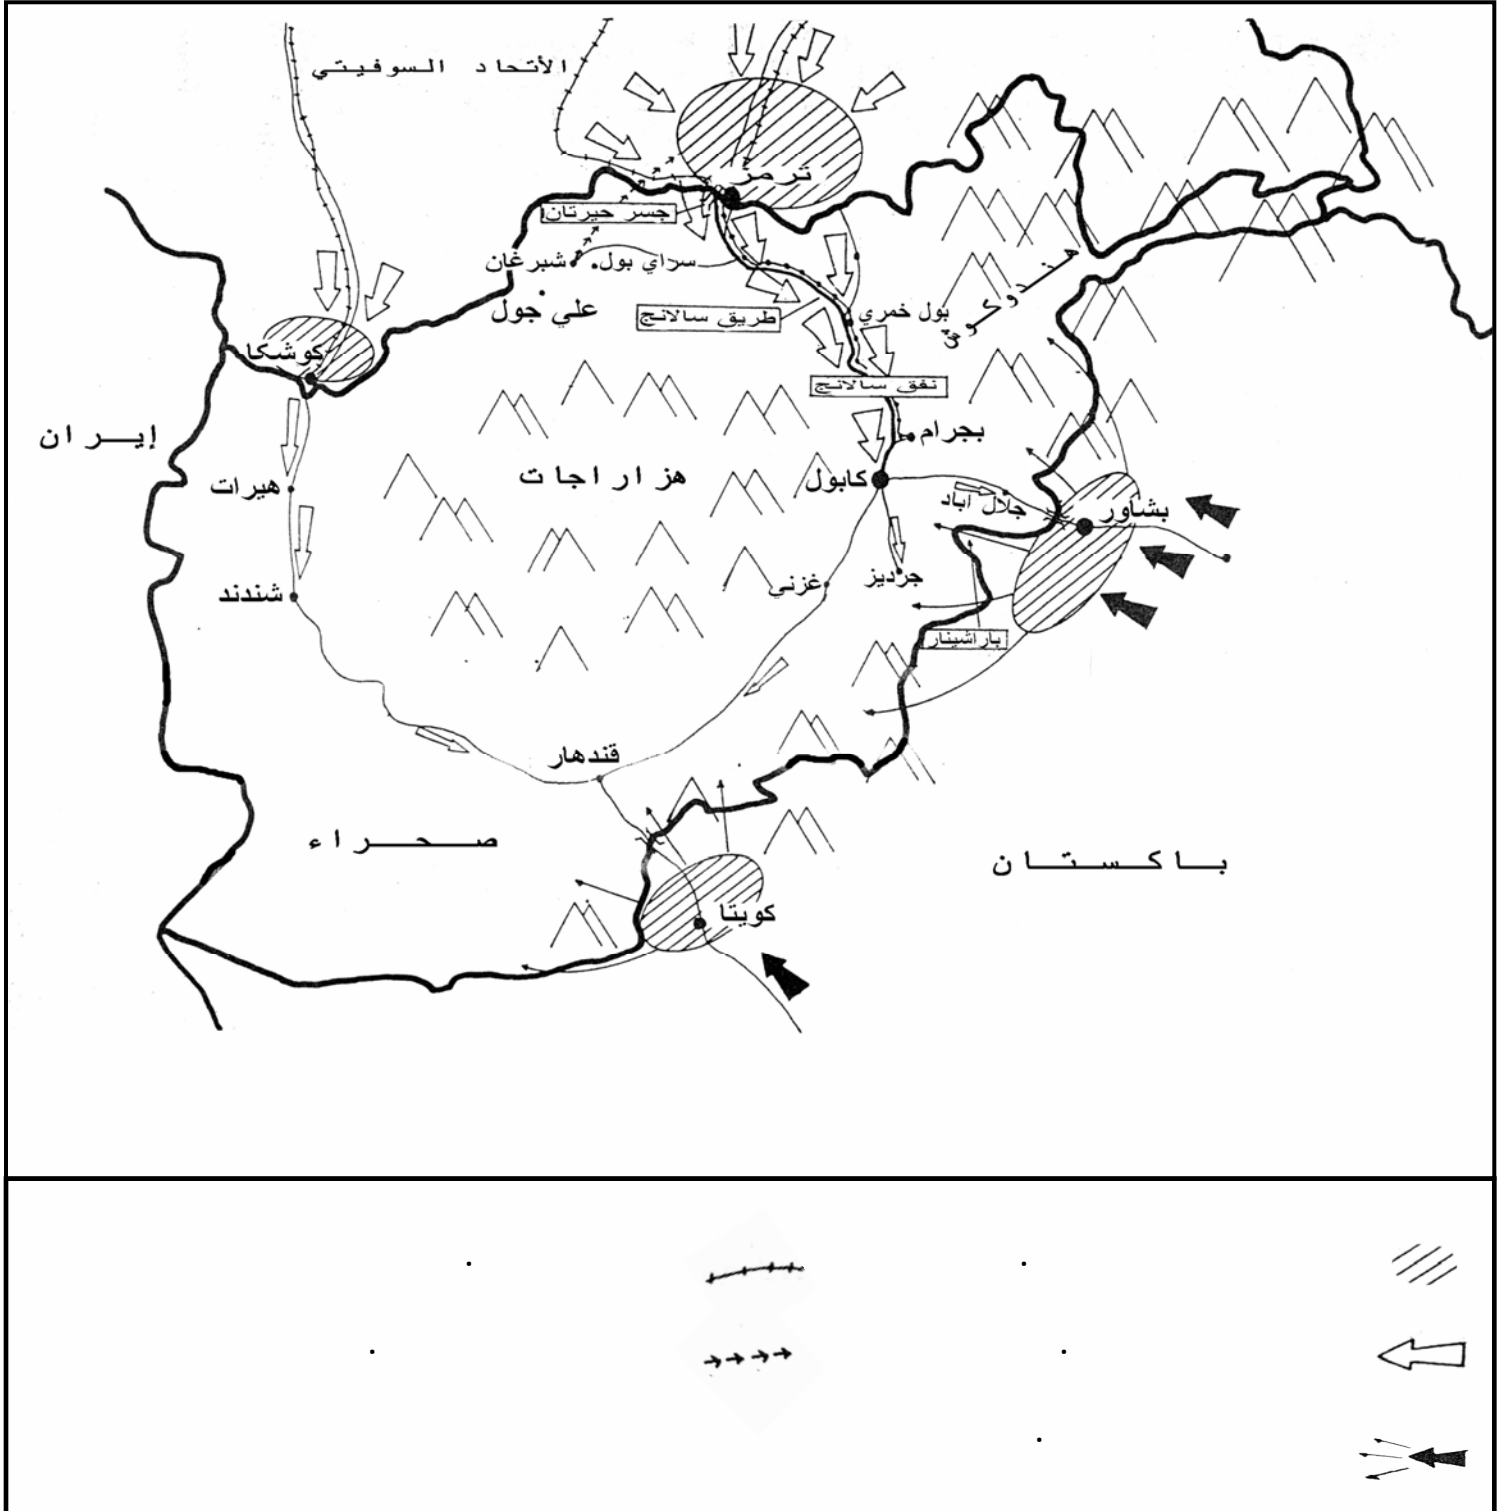 الأتحاد السوفيتي
ترمز
جسر حيرتان
شبرغان
سراي بول
علي جول
طريق سالانج
بول خمري
هندوكوش
كوشكا
نفق سالانج
إيران
بجرام
هزاراجات
كابول
هيرات
جلال اباد
بشاور
شندند
غزني
جرديز
باراشينار
قندهار
صحراء
باكستان
كويتا